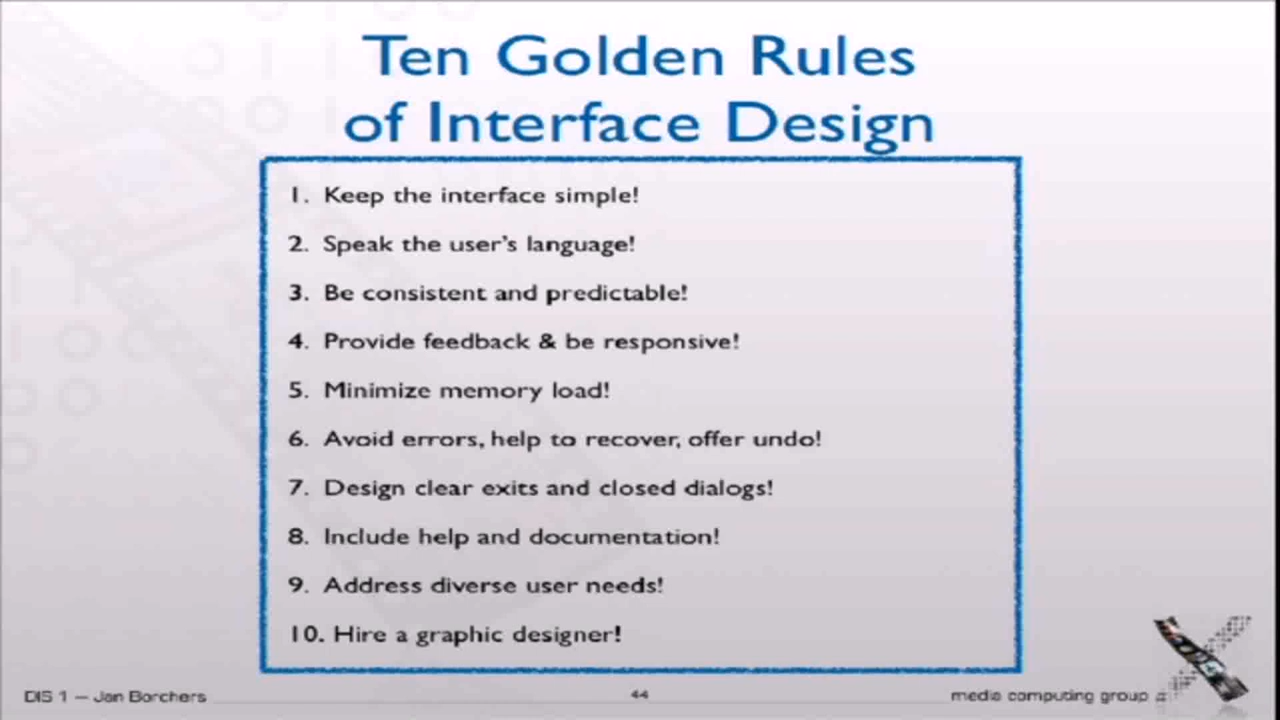 Ten Golden Rules
of Interface Design
1. Keep the interface simple!
2. Speak the user's language!
3. Be consistent and predictable!
4. Provide feedback & be responsive!
5. Minimize memory load!
6. Avoid errors, help to recover, offer undo!
7. Design clear exits and closed dialogs!
8. Include help and documentation!
9. Address diverse user needs!
10. Hire a graphic designer!
DIS 1 — Jan Borchers
44
media computing group